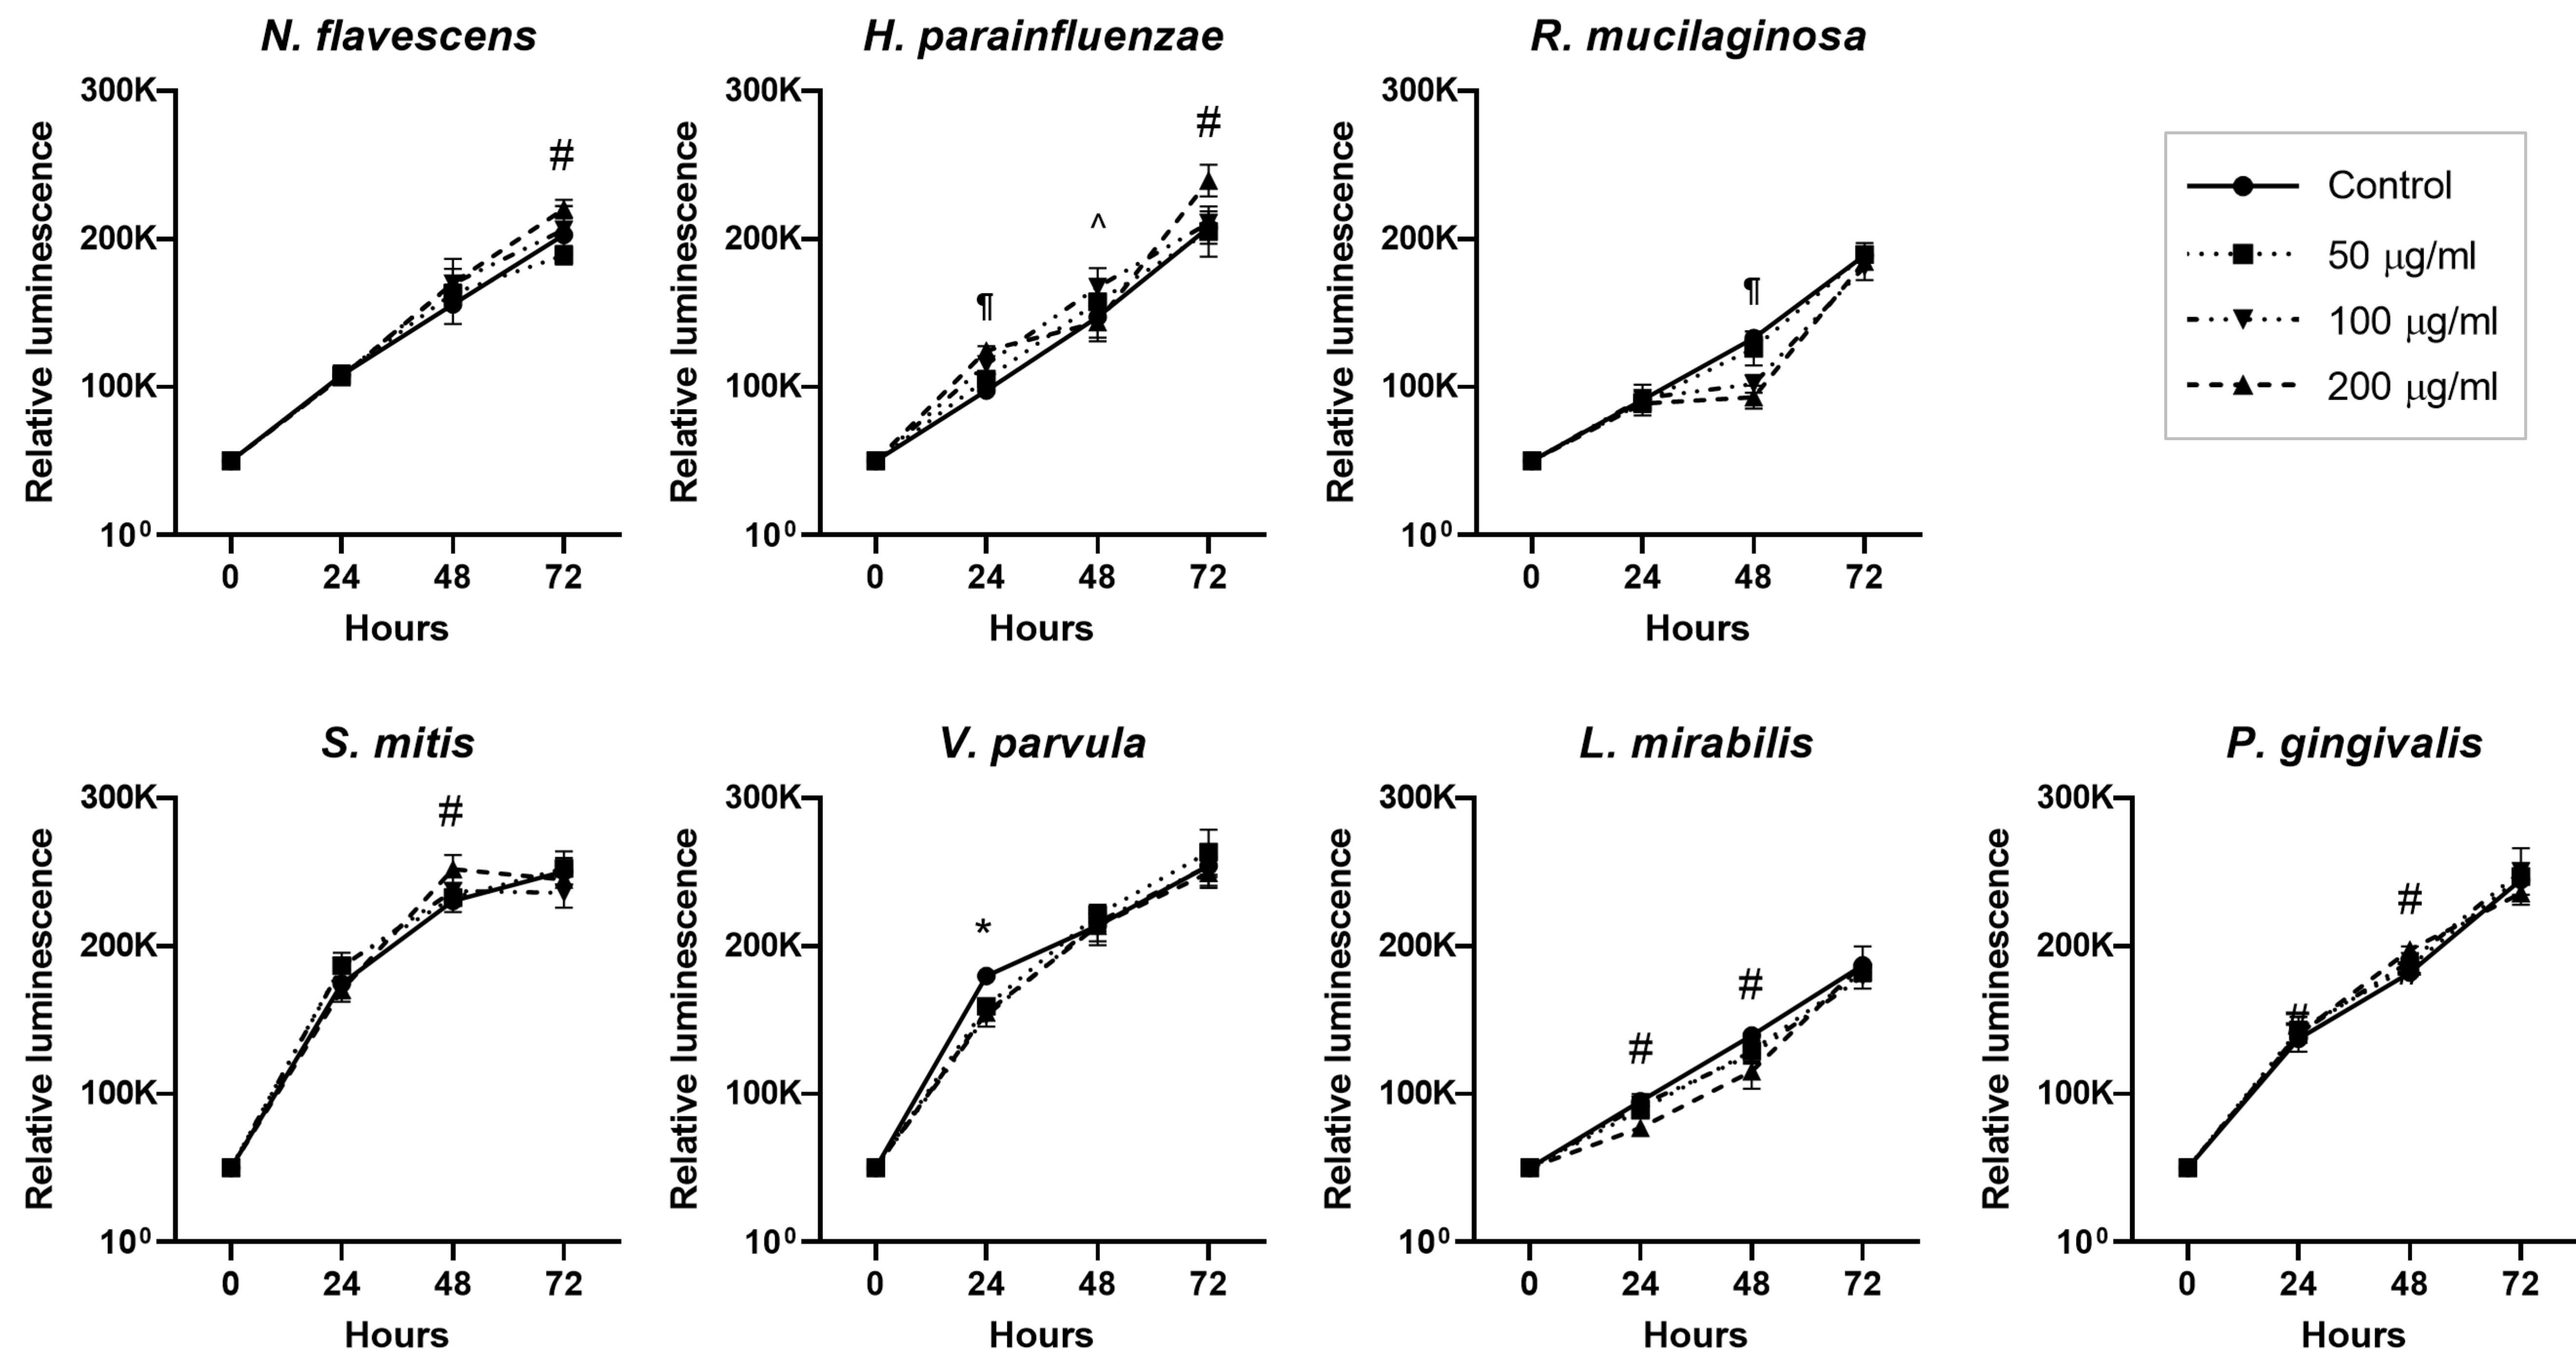 N. flavescens
300K
200K
100K
10⁰
Relative luminescence
#
0 24 48 72
Hours
H. parainfluenzae
300K
200K
100K
10⁰
Relative luminescence
¶
^
#
0 24 48 72
Hours
R. mucilaginosa
300K
200K
100K
10⁰
Relative luminescence
¶
0 24 48 72
Hours
Control
50 µg/ml
100 µg/ml
200 µg/ml
S. mitis
300K
200K
100K
10⁰
Relative luminescence
#
0 24 48 72
Hours
V. parvula
300K
200K
100K
10⁰
Relative luminescence
*
0 24 48 72
Hours
L. mirabilis
300K
200K
100K
10⁰
Relative luminescence
#
#
0 24 48 72
Hours
P. gingivalis
300K
200K
100K
10⁰
Relative luminescence
#
#
0 24 48 72
Hours